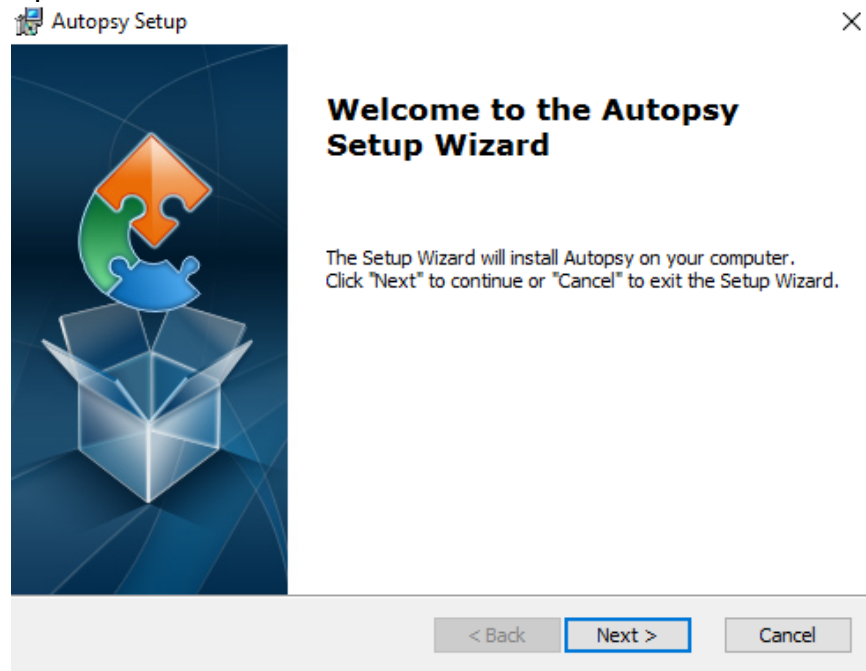 Autopsy Setup
Welcome to the Autopsy
Setup Wizard
The Setup Wizard will install Autopsy on your computer.
Click "Next" to continue or "Cancel" to exit the Setup Wizard.
< Back Next > Cancel